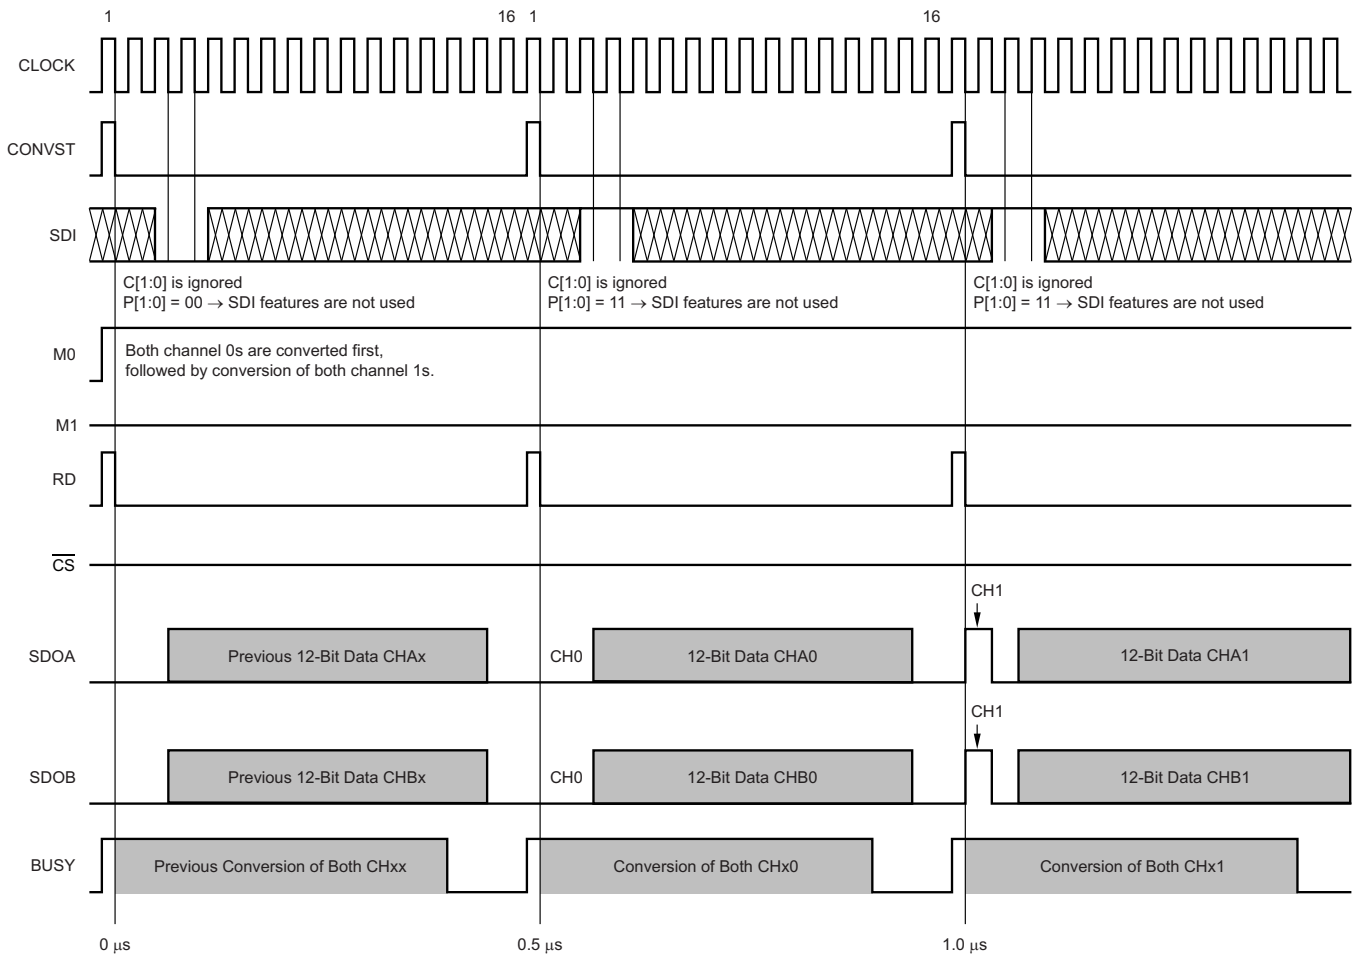 1 16 1 16
CLOCK
CONVST
SDI
C[1:0] is ignored
P[1:0] = 00 → SDI features are not used
C[1:0] is ignored
P[1:0] = 11 → SDI features are not used
C[1:0] is ignored
P[1:0] = 11 → SDI features are not used
M0
Both channel 0s are converted first,
followed by conversion of both channel 1s.
M1
RD
CS
CH1
SDOA Previous 12-Bit Data CHAx CH0 12-Bit Data CHA0 12-Bit Data CHA1
CH1
SDOB Previous 12-Bit Data CHBx CH0 12-Bit Data CHB0 12-Bit Data CHB1
BUSY Previous Conversion of Both CHxx Conversion of Both CHx0 Conversion of Both CHx1
0 μs 0.5 μs 1.0 μs